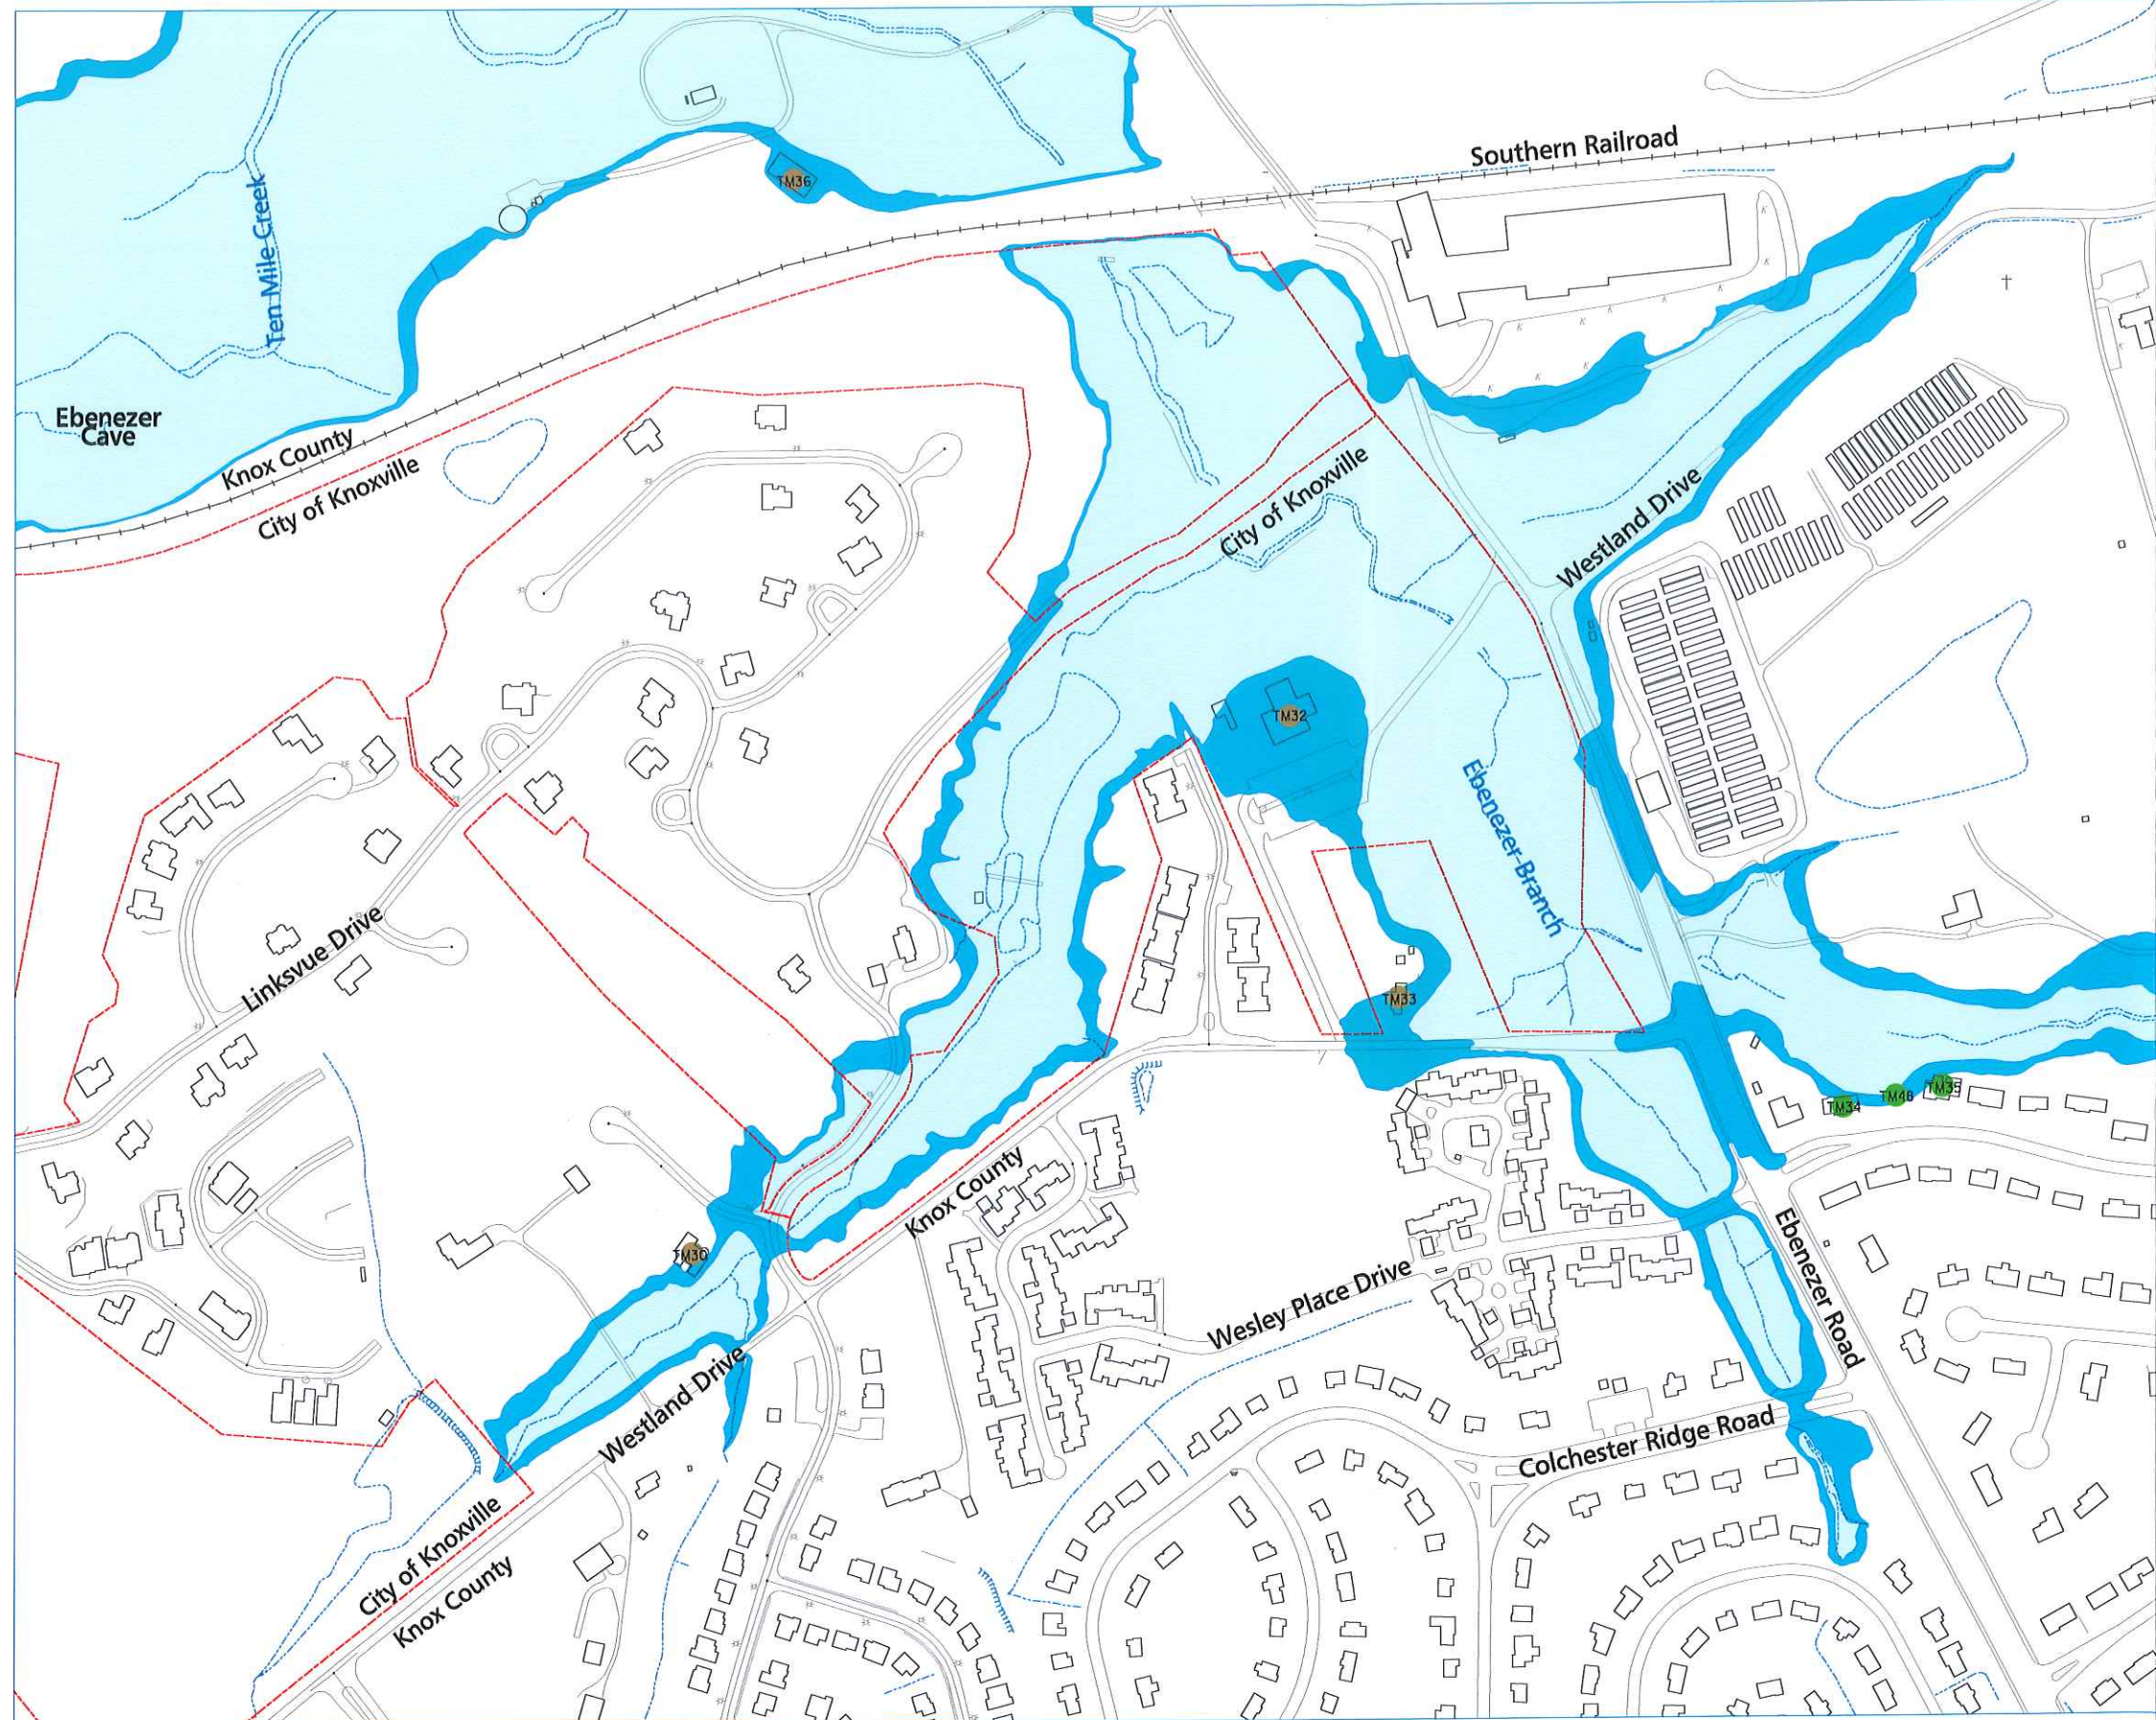 Southern Railroad
TM36
Ten Mile Creek
Ebenezer
Cave
Knox County
City of Knoxville
City of Knoxville
Westland Drive
TM32
Ebenezer Branch
Linksvue Drive
TM33
TM34
TM46
TM35
Knox County
TM30
Ebenezer Road
Wesley Place Drive
Westland Drive
Colchester Ridge Road
City of Knoxville
Knox County